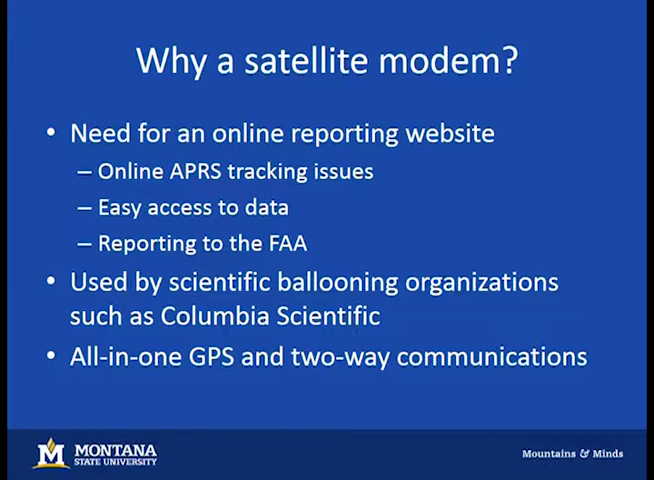 Why a satellite modem?
• Need for an online reporting website
– Online APRS tracking issues
– Easy access to data
– Reporting to the FAA
• Used by scientific ballooning organizations
such as Columbia Scientific
• All-in-one GPS and two-way communications
MONTANA
STATE UNIVERSITY
Mountains & Minds